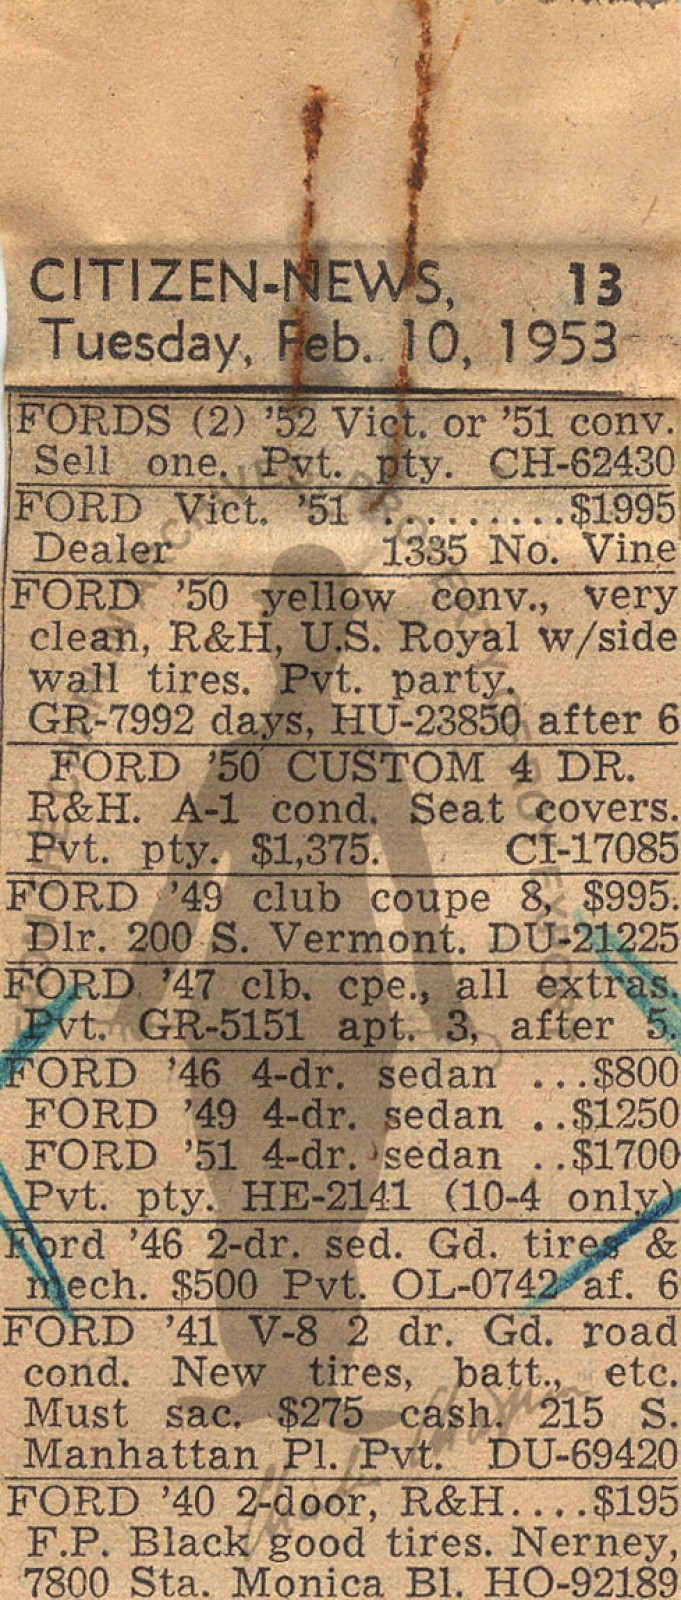 CITIZEN-NEWS, 13
Tuesday, Feb. 10, 1953
FORDS (2) '52 Vict. or '51 conv.
Sell one. Pvt. pty. CH-62430
FORD Vict. '51 ..........$1995
Dealer 1335 No. Vine
FORD '50 yellow conv., very
clean, R&H, U.S. Royal w/side
wall tires. Pvt. party.
GR-7992 days, HU-23850 after 6
FORD '50 CUSTOM 4 DR.
R&H. A-1 cond. Seat covers.
Pvt. pty. $1,375. CI-17085
FORD '49 club coupe 8, $995.
Dlr. 200 S. Vermont. DU-21225
FORD '47 clb. cpe., all extras.
Pvt. GR-5151 apt. 3, after 5.
FORD '46 4-dr. sedan ...$800
FORD '49 4-dr. sedan ..$1250
FORD '51 4-dr. sedan ..$1700
Pvt. pty. HE-2141 (10-4 only)
Ford '46 2-dr. sed. Gd. tires &
mech. $500 Pvt. OL-0742 af. 6
FORD '41 V-8 2 dr. Gd. road
cond. New tires, batt., etc.
Must sac. $275 cash. 215 S.
Manhattan Pl. Pvt. DU-69420
FORD '40 2-door, R&H....$195
F.P. Black good tires. Nerney,
7800 Sta. Monica Bl. HO-92189